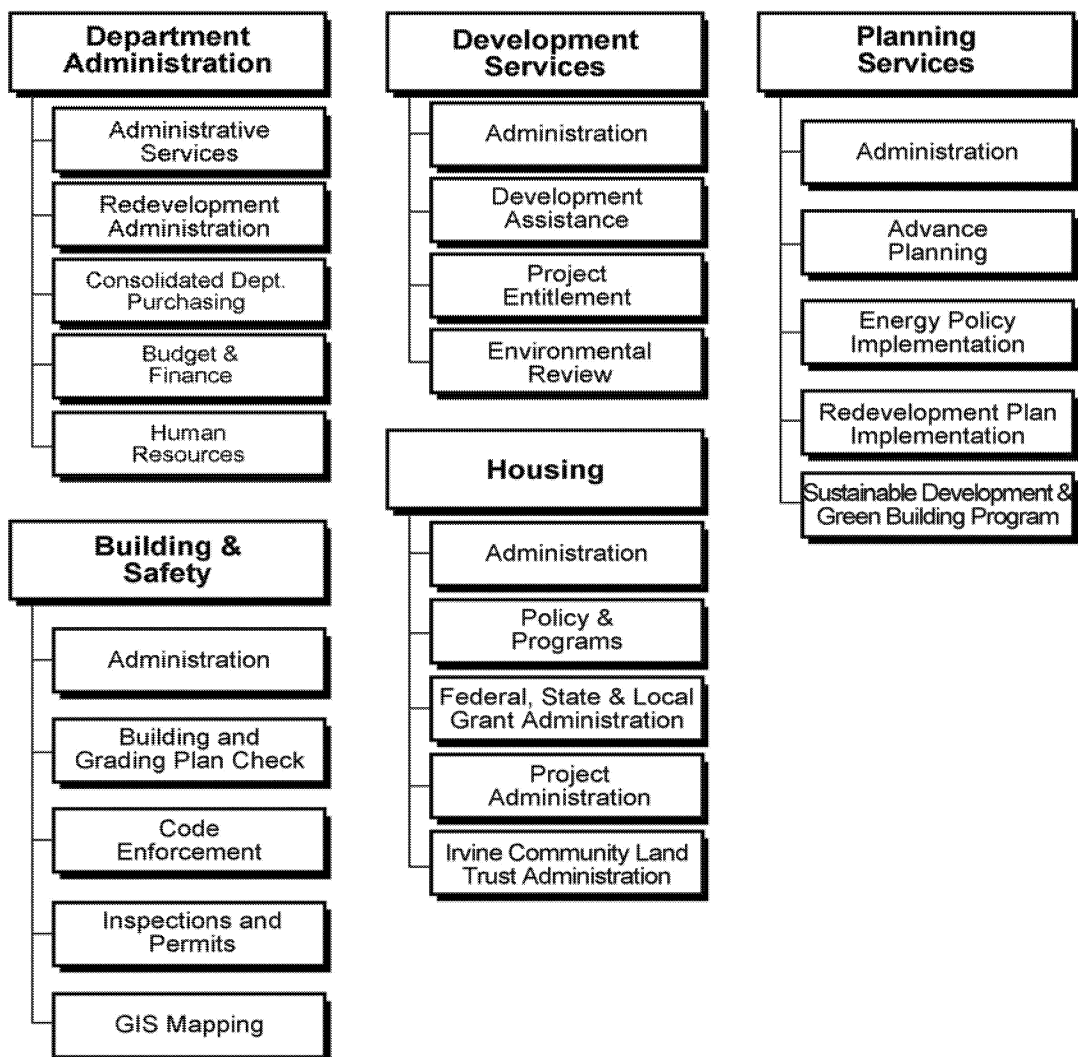 Department
Administration
Administrative
Services
Redevelopment
Administration
Consolidated Dept.
Purchasing
Budget &
Finance
Human
Resources
Building &
Safety
Administration
Building and
Grading Plan Check
Code
Enforcement
Inspections and
Permits
GIS Mapping
Development
Services
Administration
Development
Assistance
Project
Entitlement
Environmental
Review
Housing
Administration
Policy &
Programs
Federal, State & Local
Grant Administration
Project
Administration
Irvine Community Land
Trust Administration
Planning
Services
Administration
Advance
Planning
Energy Policy
Implementation
Redevelopment Plan
Implementation
Sustainable Development &
Green Building Program